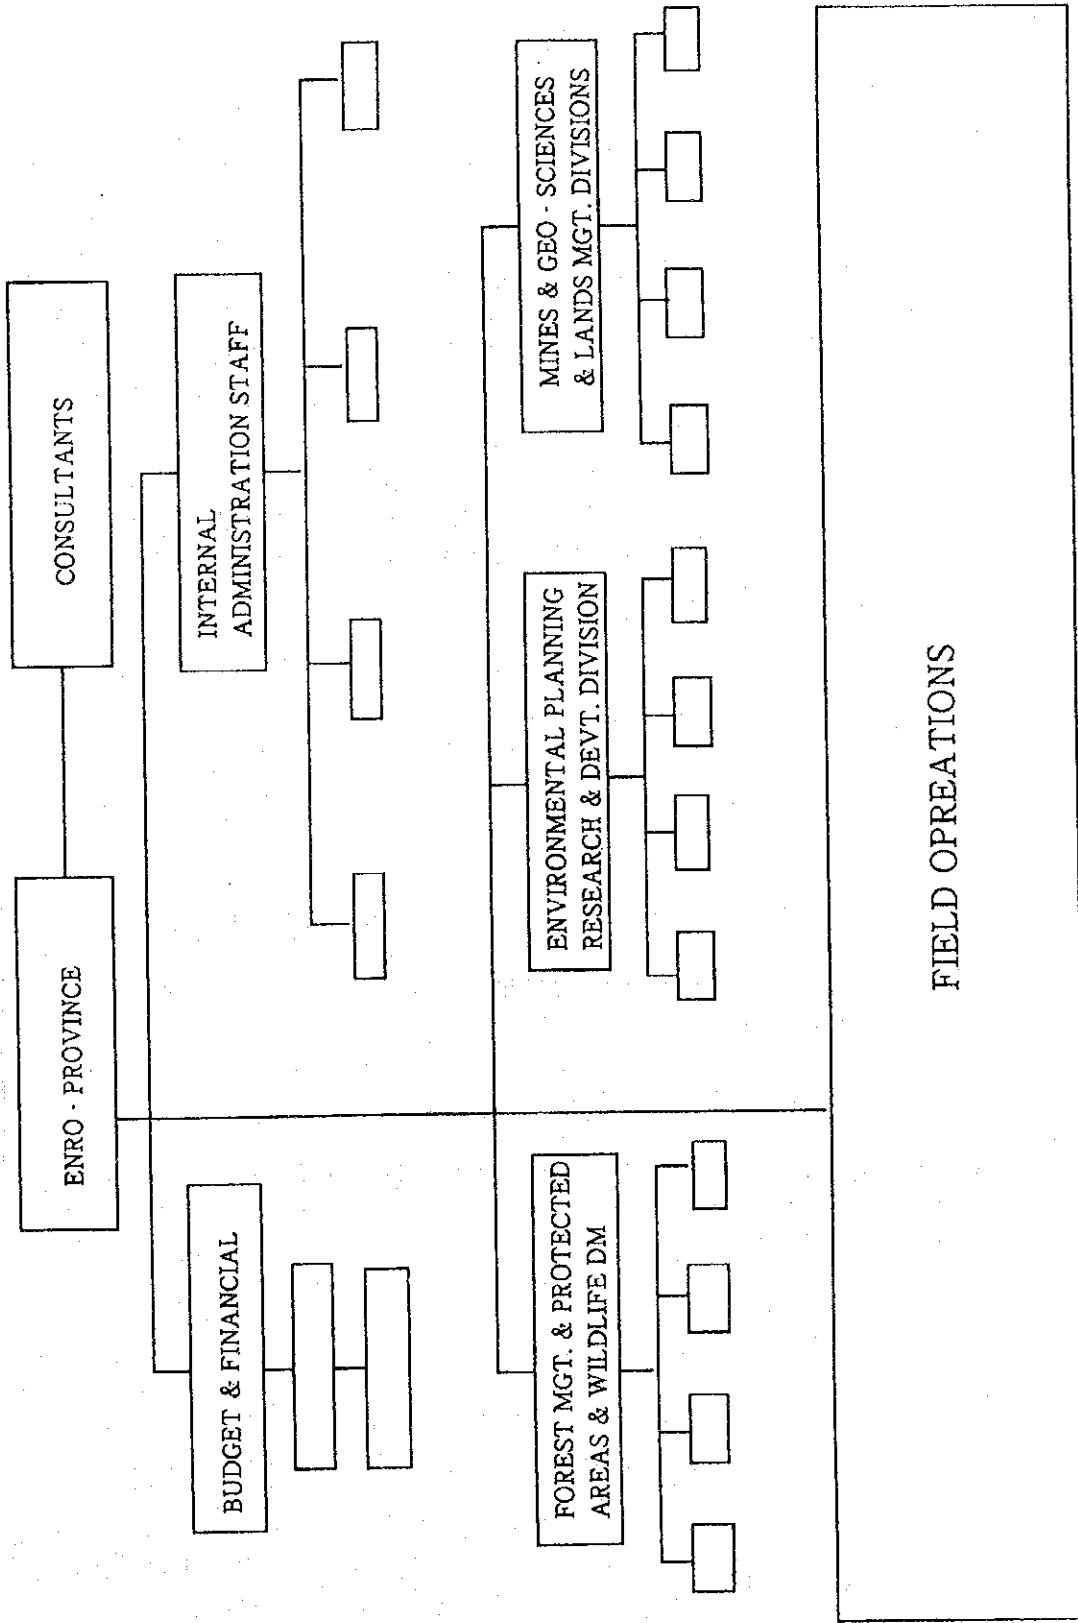 ENRO - PROVINCE
CONSULTANTS
BUDGET & FINANCIAL
INTERNAL
ADMINISTRATION STAFF
FOREST MGT. & PROTECTED
AREAS & WILDLIFE DM
ENVIRONMENTAL PLANNING
RESEARCH & DEVT. DIVISION
MINES & GEO - SCIENCES
& LANDS MGT. DIVISIONS
FIELD OPREATIONS